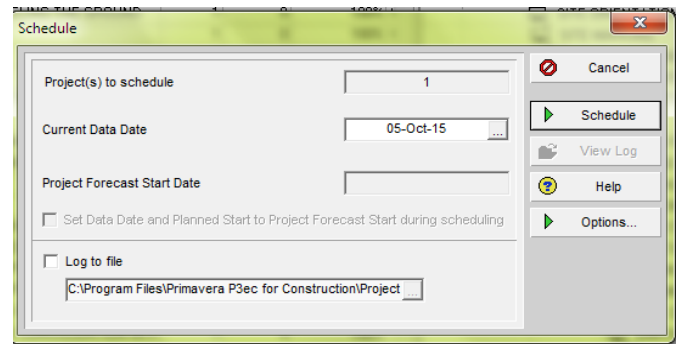 Schedule
Project(s) to schedule 1
Current Data Date 05-Oct-15 ...
Project Forecast Start Date
Set Data Date and Planned Start to Project Forecast Start during scheduling
Log to file
C:\Program Files\Primavera P3ec for Construction\Project ...
Cancel
Schedule
View Log
Help
Options...